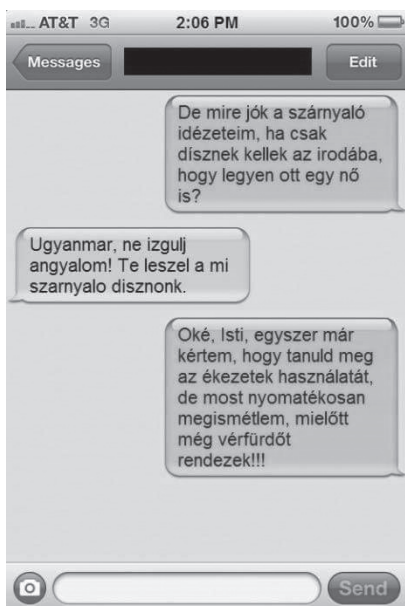 AT&T 3G 2:06 PM 100%
Messages Edit
De mire jók a szárnyaló
idézeteim, ha csak
dísznek kellek az irodába,
hogy legyen ott egy nő
is?
Ugyanmar, ne izgulj
angyalom! Te leszel a mi
szarnyalo disznonk.
Oké, Isti, egyszer már
kértem, hogy tanuld meg
az ékezetek használatát,
de most nyomatékosan
megismétlem, mielőtt
még vérfürdőt
rendezek!!!
Send